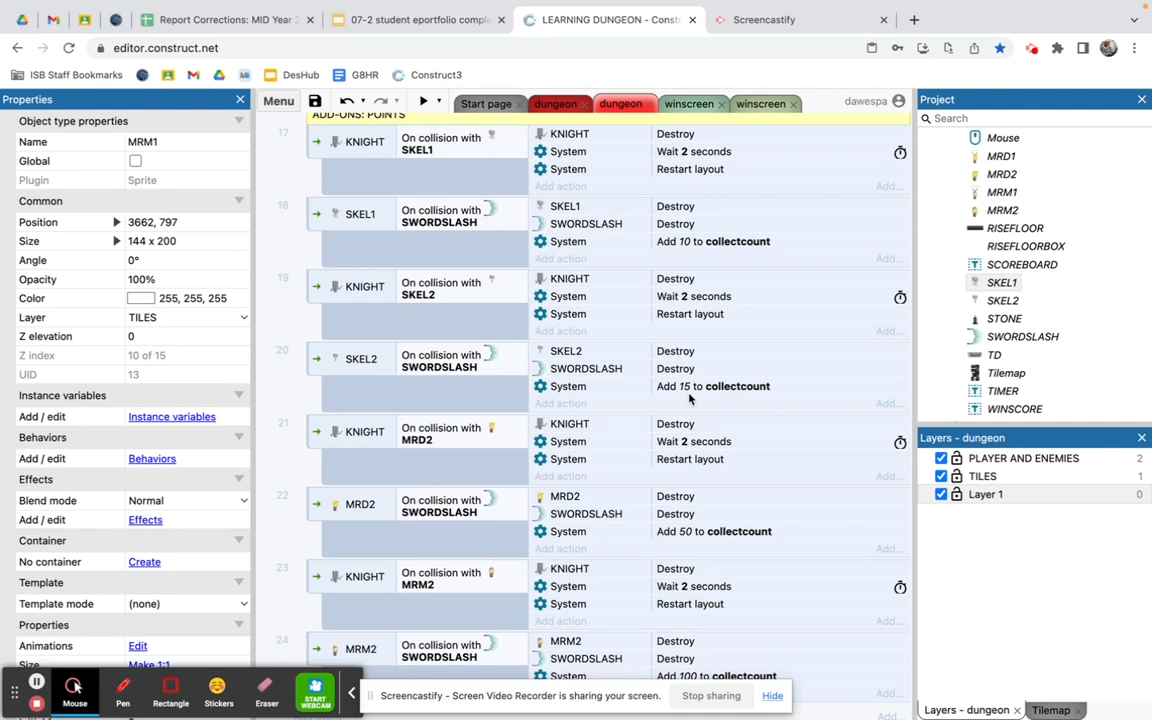 Report Corrections: MID Year 2
07-2 student eportfolio comple
LEARNING DUNGEON - Constr
Screencastify
editor.construct.net
ISB Staff Bookmarks
DesHub
G8HR
Construct3
Properties
Menu
Start page
dungeon
dungeon
winscreen
winscreen
dawespa
Project
Object type properties
Name
MRM1
Global
Plugin
Sprite
Common
Position
3662, 797
Size
144 x 200
Angle
0°
Opacity
100%
Color
255, 255, 255
Layer
TILES
Z elevation
0
Z index
10 of 15
UID
13
Instance variables
Add / edit
Instance variables
Behaviors
Add / edit
Behaviors
Effects
Blend mode
Normal
Add / edit
Effects
Container
No container
Create
Template
Template mode
(none)
Properties
Animations
Edit
Size
Make 1:1
ADD-ONS: POINTS
17
KNIGHT
On collision with
SKEL1
KNIGHT
Destroy
System
Wait 2 seconds
System
Restart layout
Add action
Add...
18
SKEL1
On collision with
SWORDSLASH
SKEL1
Destroy
SWORDSLASH
Destroy
System
Add 10 to collectcount
Add action
Add...
19
KNIGHT
On collision with
SKEL2
KNIGHT
Destroy
System
Wait 2 seconds
System
Restart layout
Add action
Add...
20
SKEL2
On collision with
SWORDSLASH
SKEL2
Destroy
SWORDSLASH
Destroy
System
Add 15 to collectcount
Add action
Add...
21
KNIGHT
On collision with
MRD2
KNIGHT
Destroy
System
Wait 2 seconds
System
Restart layout
Add action
Add...
22
MRD2
On collision with
SWORDSLASH
MRD2
Destroy
SWORDSLASH
Destroy
System
Add 50 to collectcount
Add action
Add...
23
KNIGHT
On collision with
MRM2
KNIGHT
Destroy
System
Wait 2 seconds
System
Restart layout
Add action
Add...
24
MRM2
On collision with
SWORDSLASH
MRM2
Destroy
SWORDSLASH
Destroy
System
Add 100 to collectcount
Add...
Search
Mouse
MRD1
MRD2
MRM1
MRM2
RISEFLOOR
RISEFLOORBOX
SCOREBOARD
SKEL1
SKEL2
STONE
SWORDSLASH
TD
Tilemap
TIMER
WINSCORE
Layers - dungeon
PLAYER AND ENEMIES
2
TILES
1
Layer 1
0
Layers - dungeon
Tilemap
Mouse
Pen
Rectangle
Stickers
Eraser
START
WEBCAM
Screencastify - Screen Video Recorder is sharing your screen.
Stop sharing
Hide